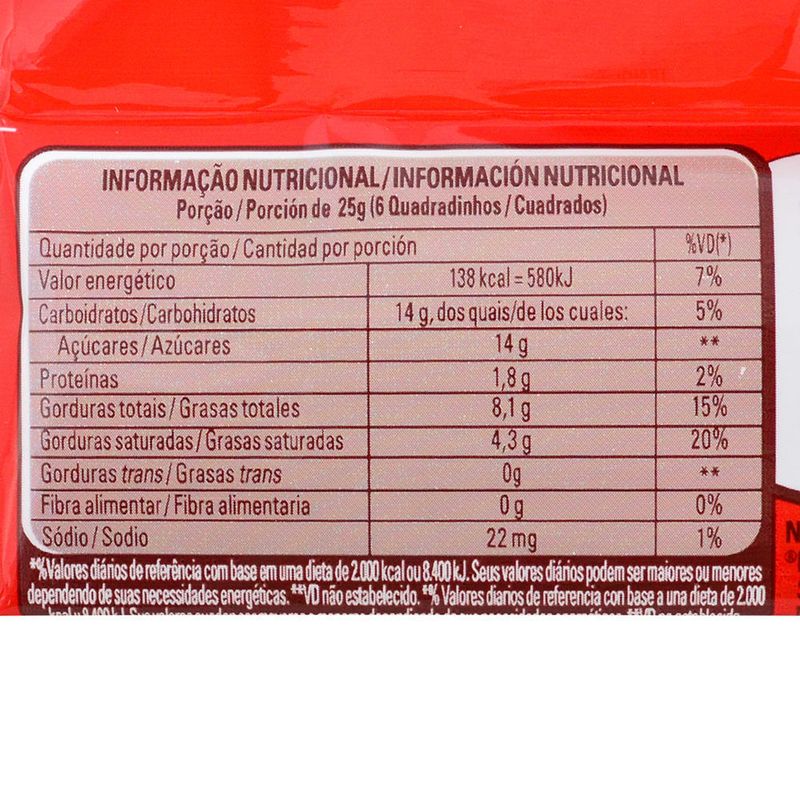 INFORMAÇÃO NUTRICIONAL/INFORMACIÓN NUTRICIONAL
Porção/Porción de 25g (6 Quadradinhos/Cuadrados)
Quantidade por porção/Cantidad por porción %VD(*)
Valor energético 138 kcal = 580kJ 7%
Carboidratos/Carbohidratos 14 g, dos quais/de los cuales: 5%
Açúcares/Azúcares 14 g **
Proteínas 1,8 g 2%
Gorduras totais/Grasas totales 8,1 g 15%
Gorduras saturadas/Grasas saturadas 4,3 g 20%
Gorduras trans/Grasas trans 0g **
Fibra alimentar/Fibra alimentaria 0 g 0%
Sódio/Sodio 22 mg 1%
*%Valores diários de referência com base em uma dieta de 2.000 kcal ou 8.400 kJ. Seus valores diários podem ser maiores ou menores
dependendo de suas necessidades energéticas. **VD não estabelecido. *% Valores diarios de referencia con base a una dieta de 2.000